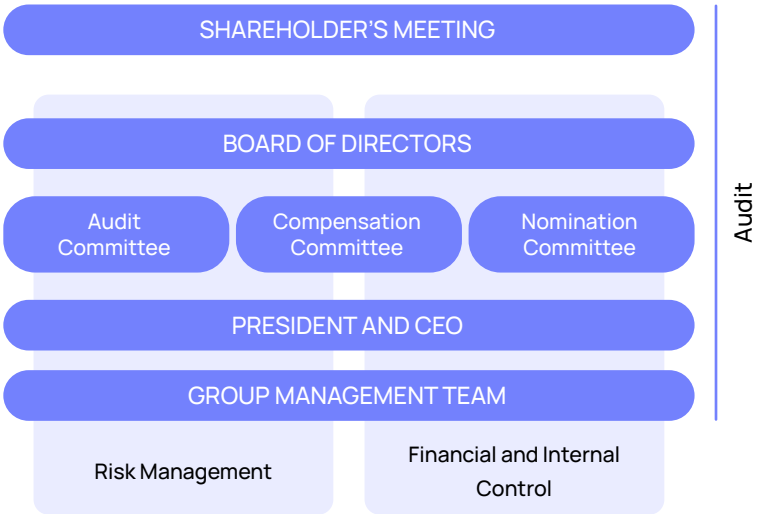 SHAREHOLDER’S MEETING
BOARD OF DIRECTORS
Audit
Committee
Compensation
Committee
Nomination
Committee
PRESIDENT AND CEO
GROUP MANAGEMENT TEAM
Risk Management
Financial and Internal
Control
Audit